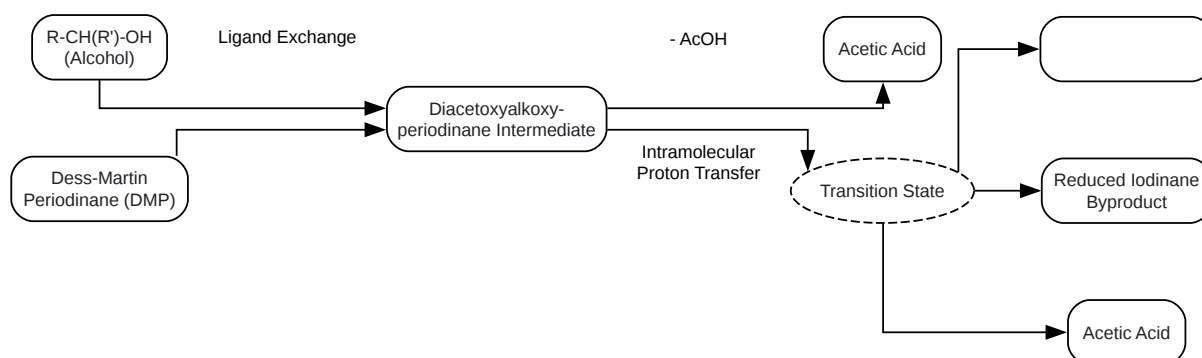 R-CH(R')-OH
(Alcohol)
Ligand Exchange
- AcOH
Acetic Acid
Diacetoxyalkoxy-
periodinane Intermediate
Intramolecular
Proton Transfer
Dess-Martin
Periodinane (DMP)
Transition State
Reduced Iodinane
Byproduct
Acetic Acid